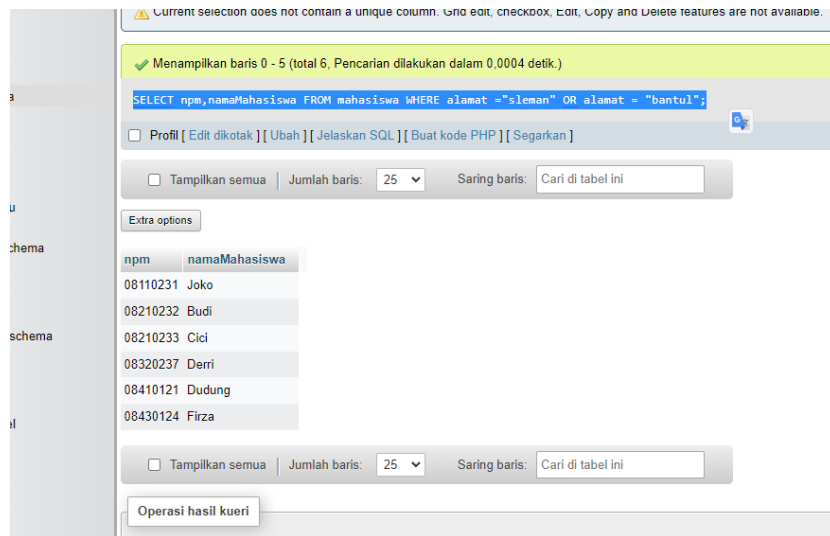 Current selection does not contain a unique column. Grid edit, checkbox, Edit, Copy and Delete features are not available.
Menampilkan baris 0 - 5 (total 6, Pencarian dilakukan dalam 0,0004 detik.)
a
SELECT npm,namaMahasiswa FROM mahasiswa WHERE alamat ="sleman" OR alamat = "bantul";
Profil [ Edit dikotak ] [ Ubah ] [ Jelaskan SQL ] [ Buat kode PHP ] [ Segarkan ]
Tampilkan semua Jumlah baris: 25 Saring baris: Cari di tabel ini
u
Extra options
chema
npm namaMahasiswa
08110231 Joko
08210232 Budi
schema
08210233 Cici
08320237 Derri
08410121 Dudung
08430124 Firza
el
Tampilkan semua Jumlah baris: 25 Saring baris: Cari di tabel ini
Operasi hasil kueri